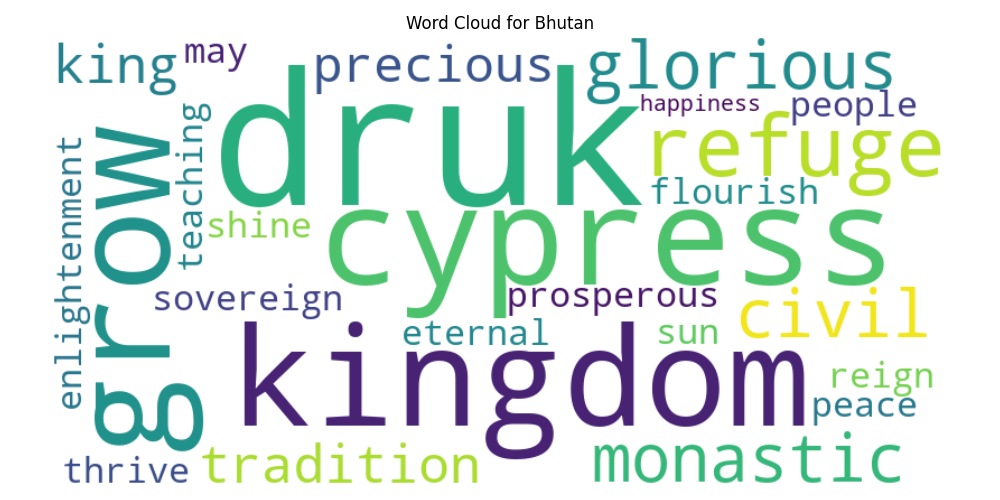 Word Cloud for Bhutan
king
may
precious
glorious
druk
happiness
people
refuge
grow
teaching
enlightenment
flourish
shine
cypress
sovereign
prosperous
civil
eternal
sun
kingdom
reign
peace
thrive
tradition
monastic